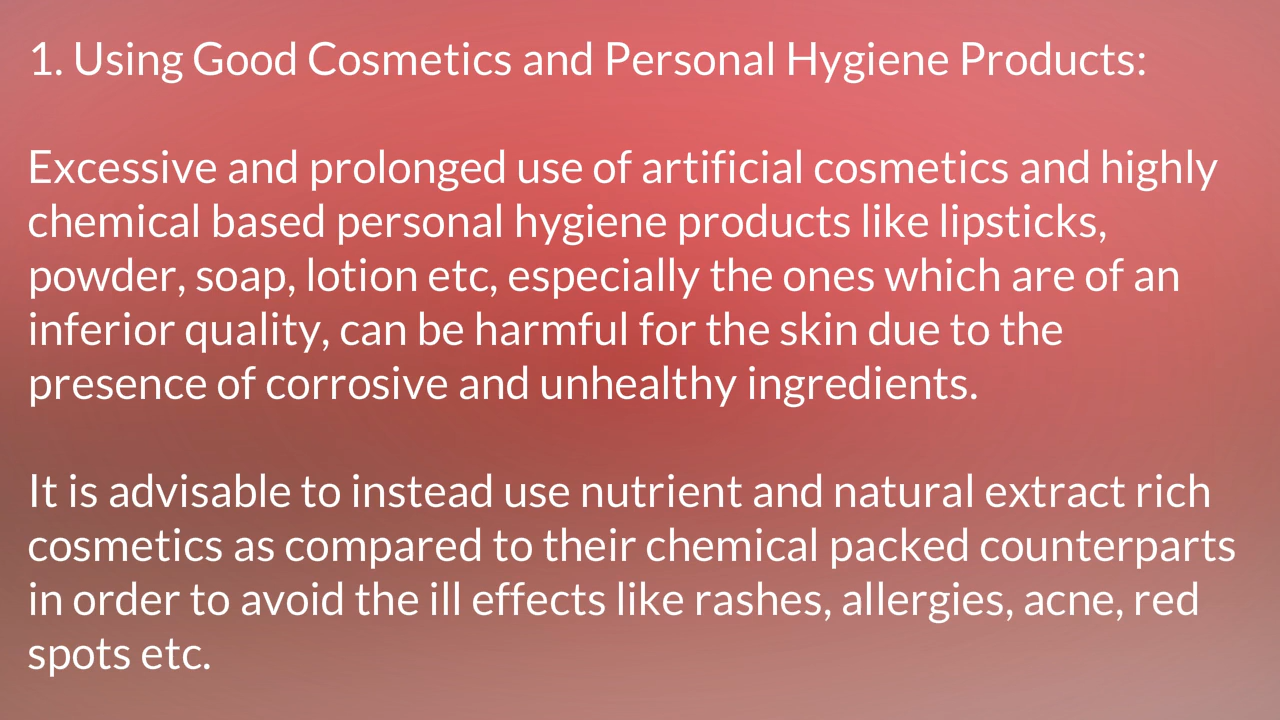 1. Using Good Cosmetics and Personal Hygiene Products:
Excessive and prolonged use of artificial cosmetics and highly
chemical based personal hygiene products like lipsticks,
powder, soap, lotion etc, especially the ones which are of an
inferior quality, can be harmful for the skin due to the
presence of corrosive and unhealthy ingredients.
It is advisable to instead use nutrient and natural extract rich
cosmetics as compared to their chemical packed counterparts
in order to avoid the ill effects like rashes, allergies, acne, red
spots etc.